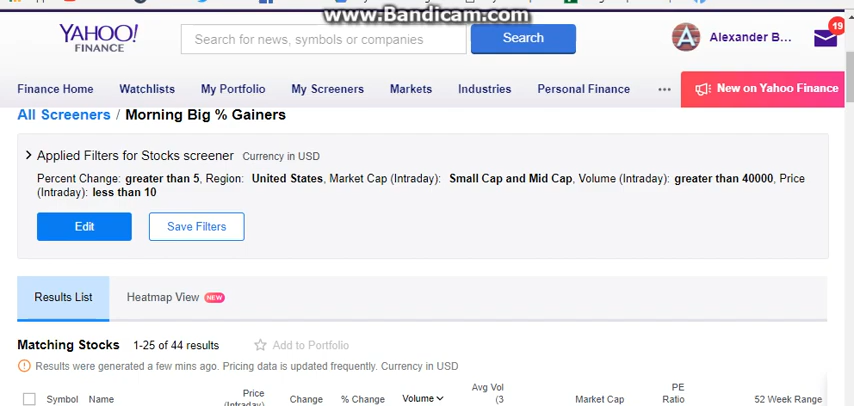 www.Bandicam.com
YAHOO!
FINANCE
Search for news, symbols or companies
Search
Alexander B...
19
Finance Home Watchlists My Portfolio My Screeners Markets Industries Personal Finance ••• New on Yahoo Finance
All Screeners / Morning Big % Gainers
Applied Filters for Stocks screener Currency in USD
Percent Change: greater than 5, Region: United States, Market Cap (Intraday): Small Cap and Mid Cap, Volume (Intraday): greater than 40000, Price
(Intraday): less than 10
Edit Save Filters
Results List Heatmap View NEW
Matching Stocks 1-25 of 44 results Add to Portfolio
Results were generated a few mins ago. Pricing data is updated frequently. Currency in USD
Symbol Name Price (Intraday) Change % Change Volume Avg Vol (3 Market Cap PE Ratio 52 Week Range